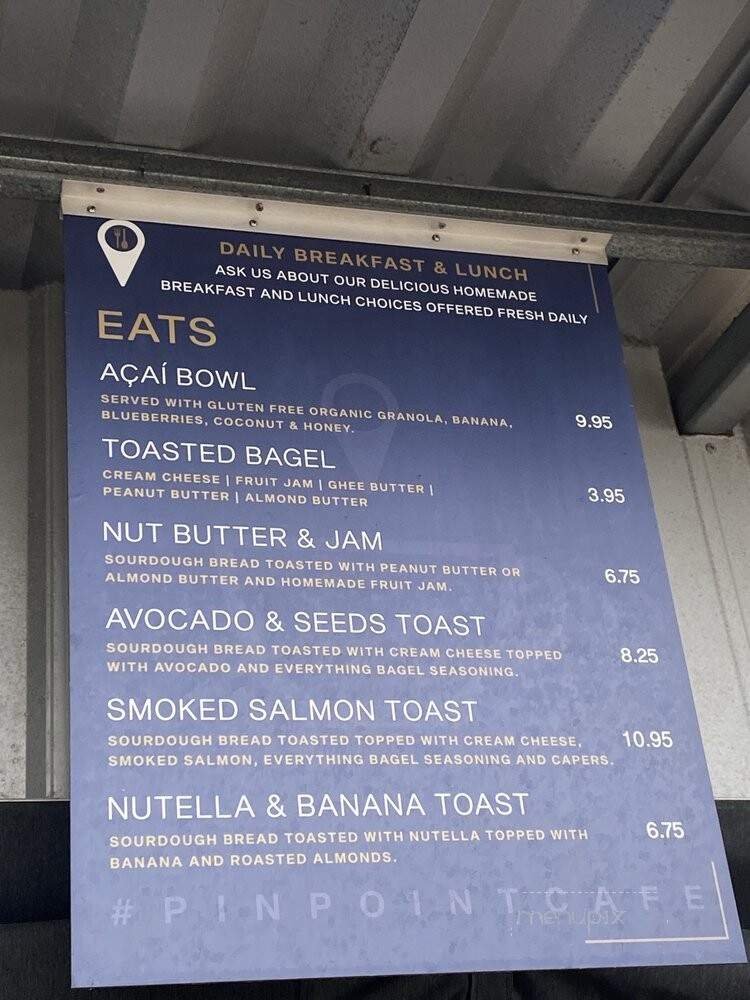 DAILY BREAKFAST & LUNCH
ASK US ABOUT OUR DELICIOUS HOMEMADE
BREAKFAST AND LUNCH CHOICES OFFERED FRESH DAILY
EATS
AÇAÍ BOWL
SERVED WITH GLUTEN FREE ORGANIC GRANOLA, BANANA,
BLUEBERRIES, COCONUT & HONEY.
9.95
TOASTED BAGEL
CREAM CHEESE | FRUIT JAM | GHEE BUTTER |
PEANUT BUTTER | ALMOND BUTTER
3.95
NUT BUTTER & JAM
SOURDOUGH BREAD TOASTED WITH PEANUT BUTTER OR
ALMOND BUTTER AND HOMEMADE FRUIT JAM.
6.75
AVOCADO & SEEDS TOAST
SOURDOUGH BREAD TOASTED WITH CREAM CHEESE TOPPED
WITH AVOCADO AND EVERYTHING BAGEL SEASONING.
8.25
SMOKED SALMON TOAST
SOURDOUGH BREAD TOASTED TOPPED WITH CREAM CHEESE,
SMOKED SALMON, EVERYTHING BAGEL SEASONING AND CAPERS.
10.95
NUTELLA & BANANA TOAST
SOURDOUGH BREAD TOASTED WITH NUTELLA TOPPED WITH
BANANA AND ROASTED ALMONDS.
6.75
#PINPOINTCAFE
menupix